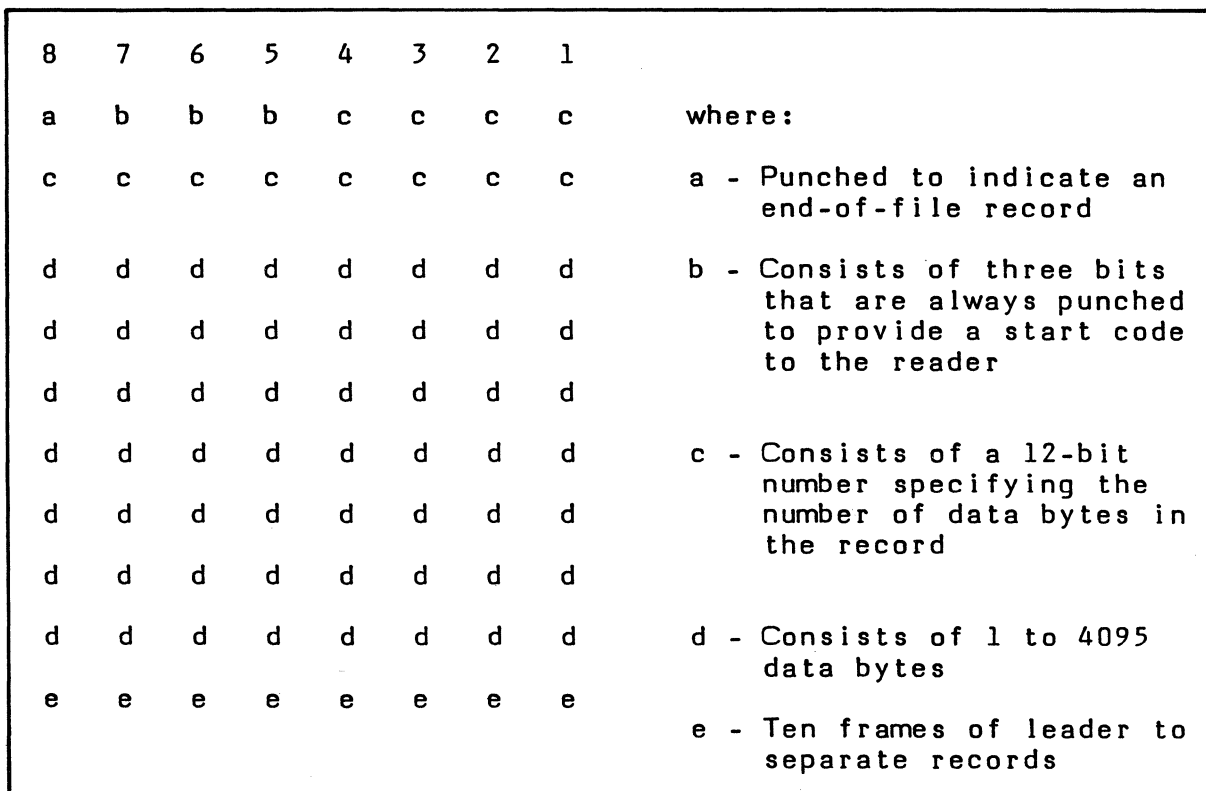 8 7 6 5 4 3 2 1
a b b b c c c c where:
c c c c c c c c a - Punched to indicate an
end-of-file record
d d d d d d d d b - Consists of three bits
that are always punched
d d d d d d d d to provide a start code
to the reader
d d d d d d d d
d d d d d d d d c - Consists of a 12-bit
number specifying the
d d d d d d d d number of data bytes in
the record
d d d d d d d d
d d d d d d d d d - Consists of 1 to 4095
data bytes
e e e e e e e e
e - Ten frames of leader to
separate records